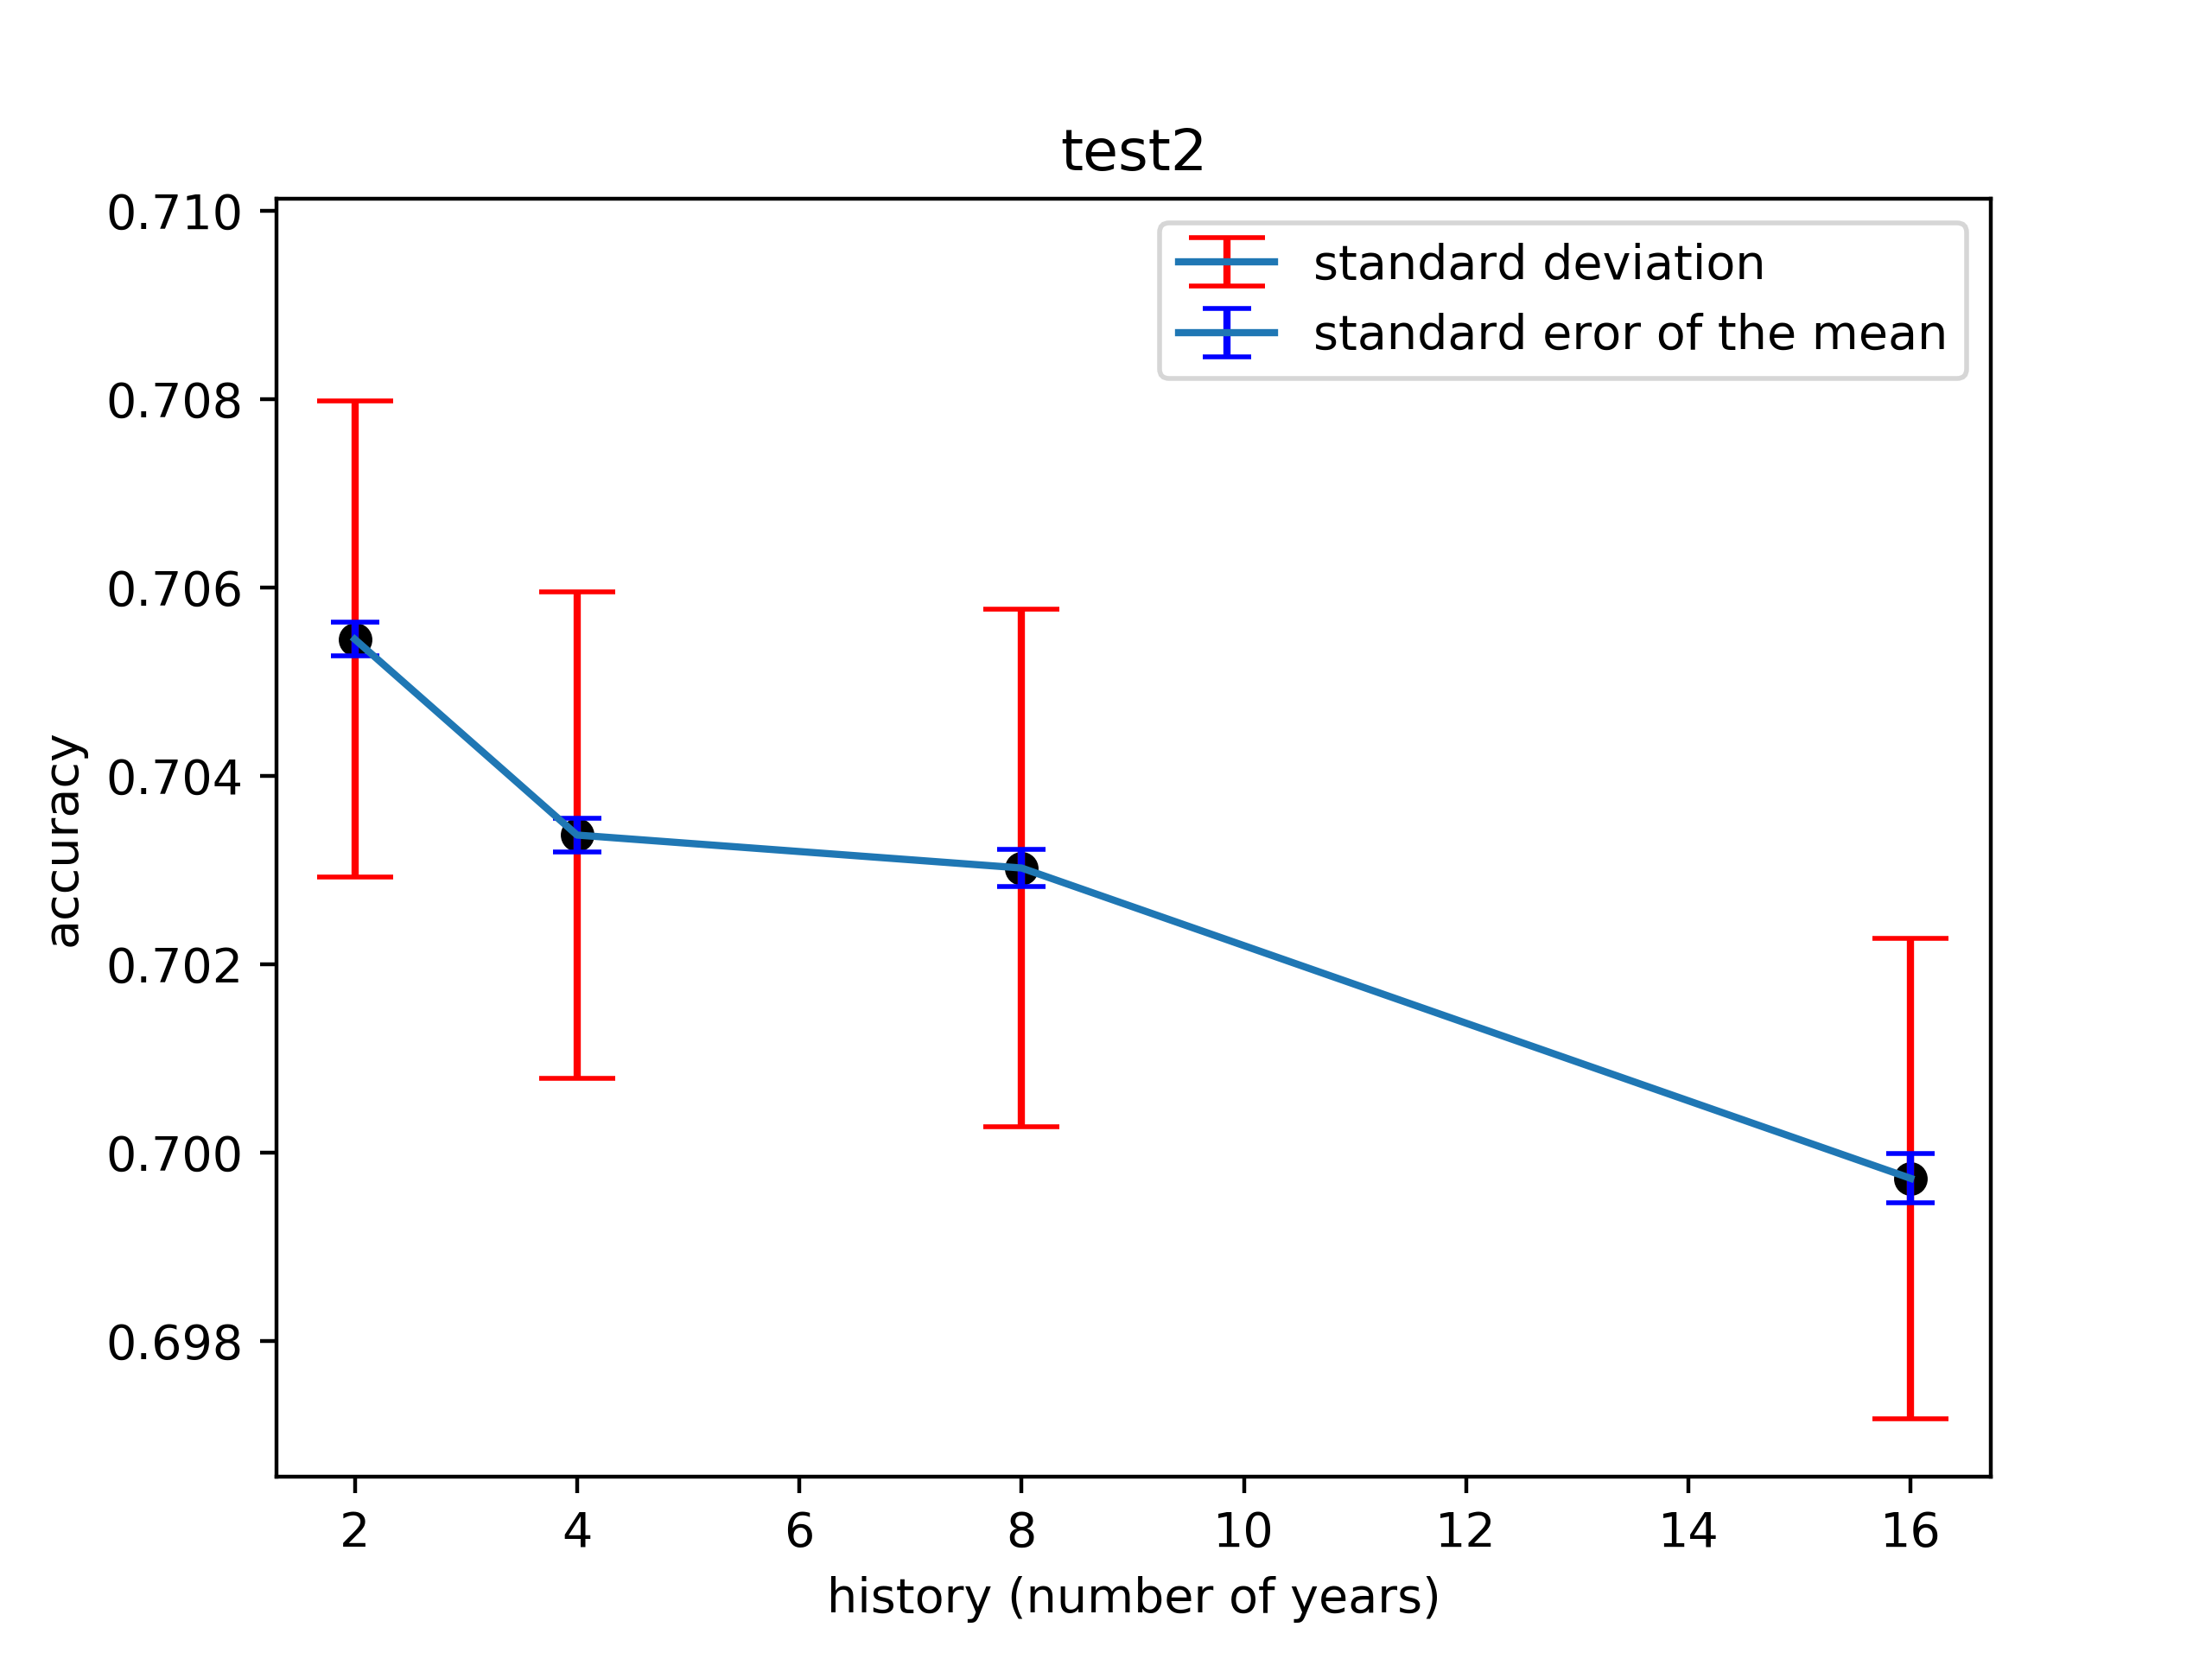 test2
0.710
0.708
0.706
0.704
0.702
0.700
0.698
accuracy
standard deviation
standard eror of the mean
2 4 6 8 10 12 14 16
history (number of years)